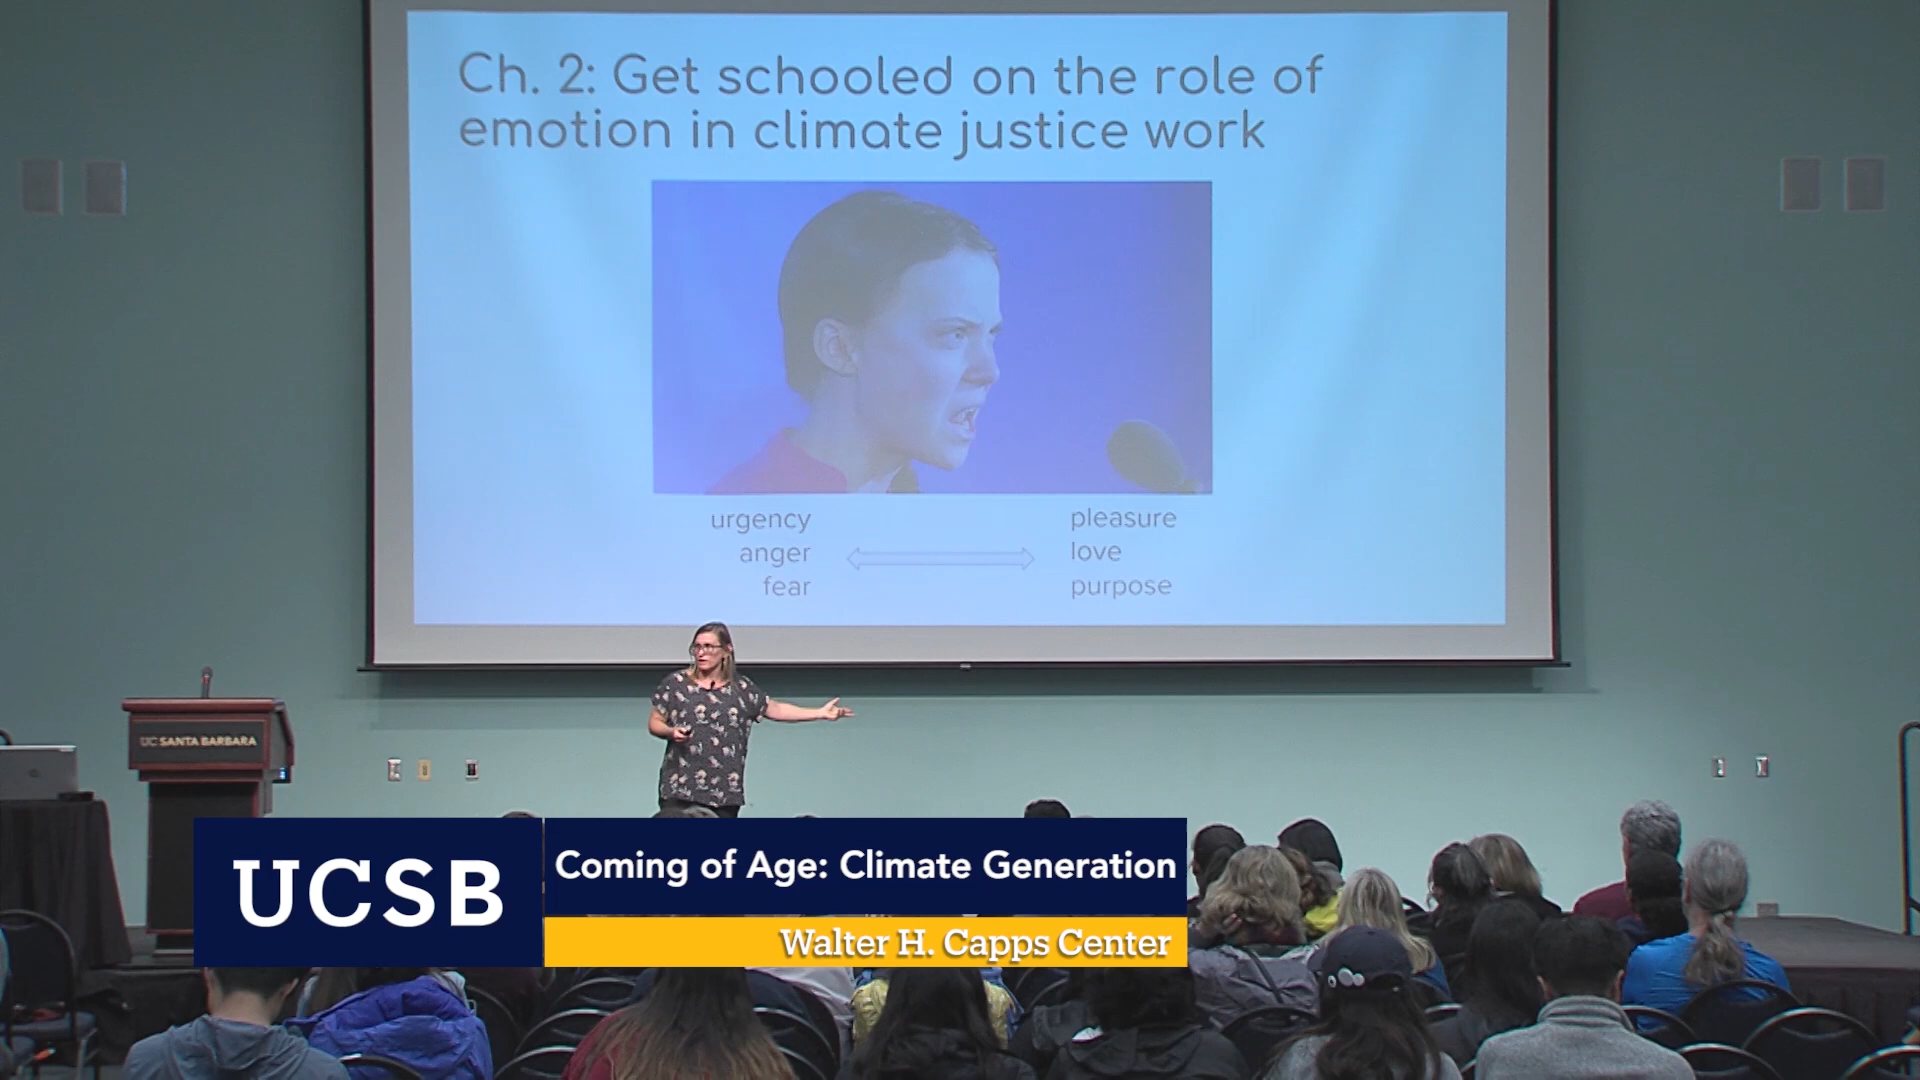 Ch. 2: Get schooled on the role of
emotion in climate justice work
urgency
anger
fear
pleasure
love
purpose
UC SANTA BARBARA
UCSB
Coming of Age: Climate Generation
Walter H. Capps Center